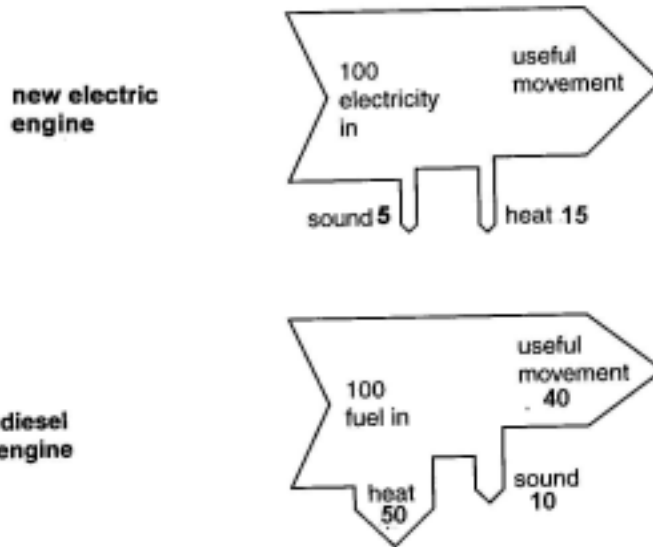 new electric
engine
100
electricity
in
useful
movement
sound 5
heat 15
diesel
engine
100
fuel in
useful
movement
40
heat
50
sound
10